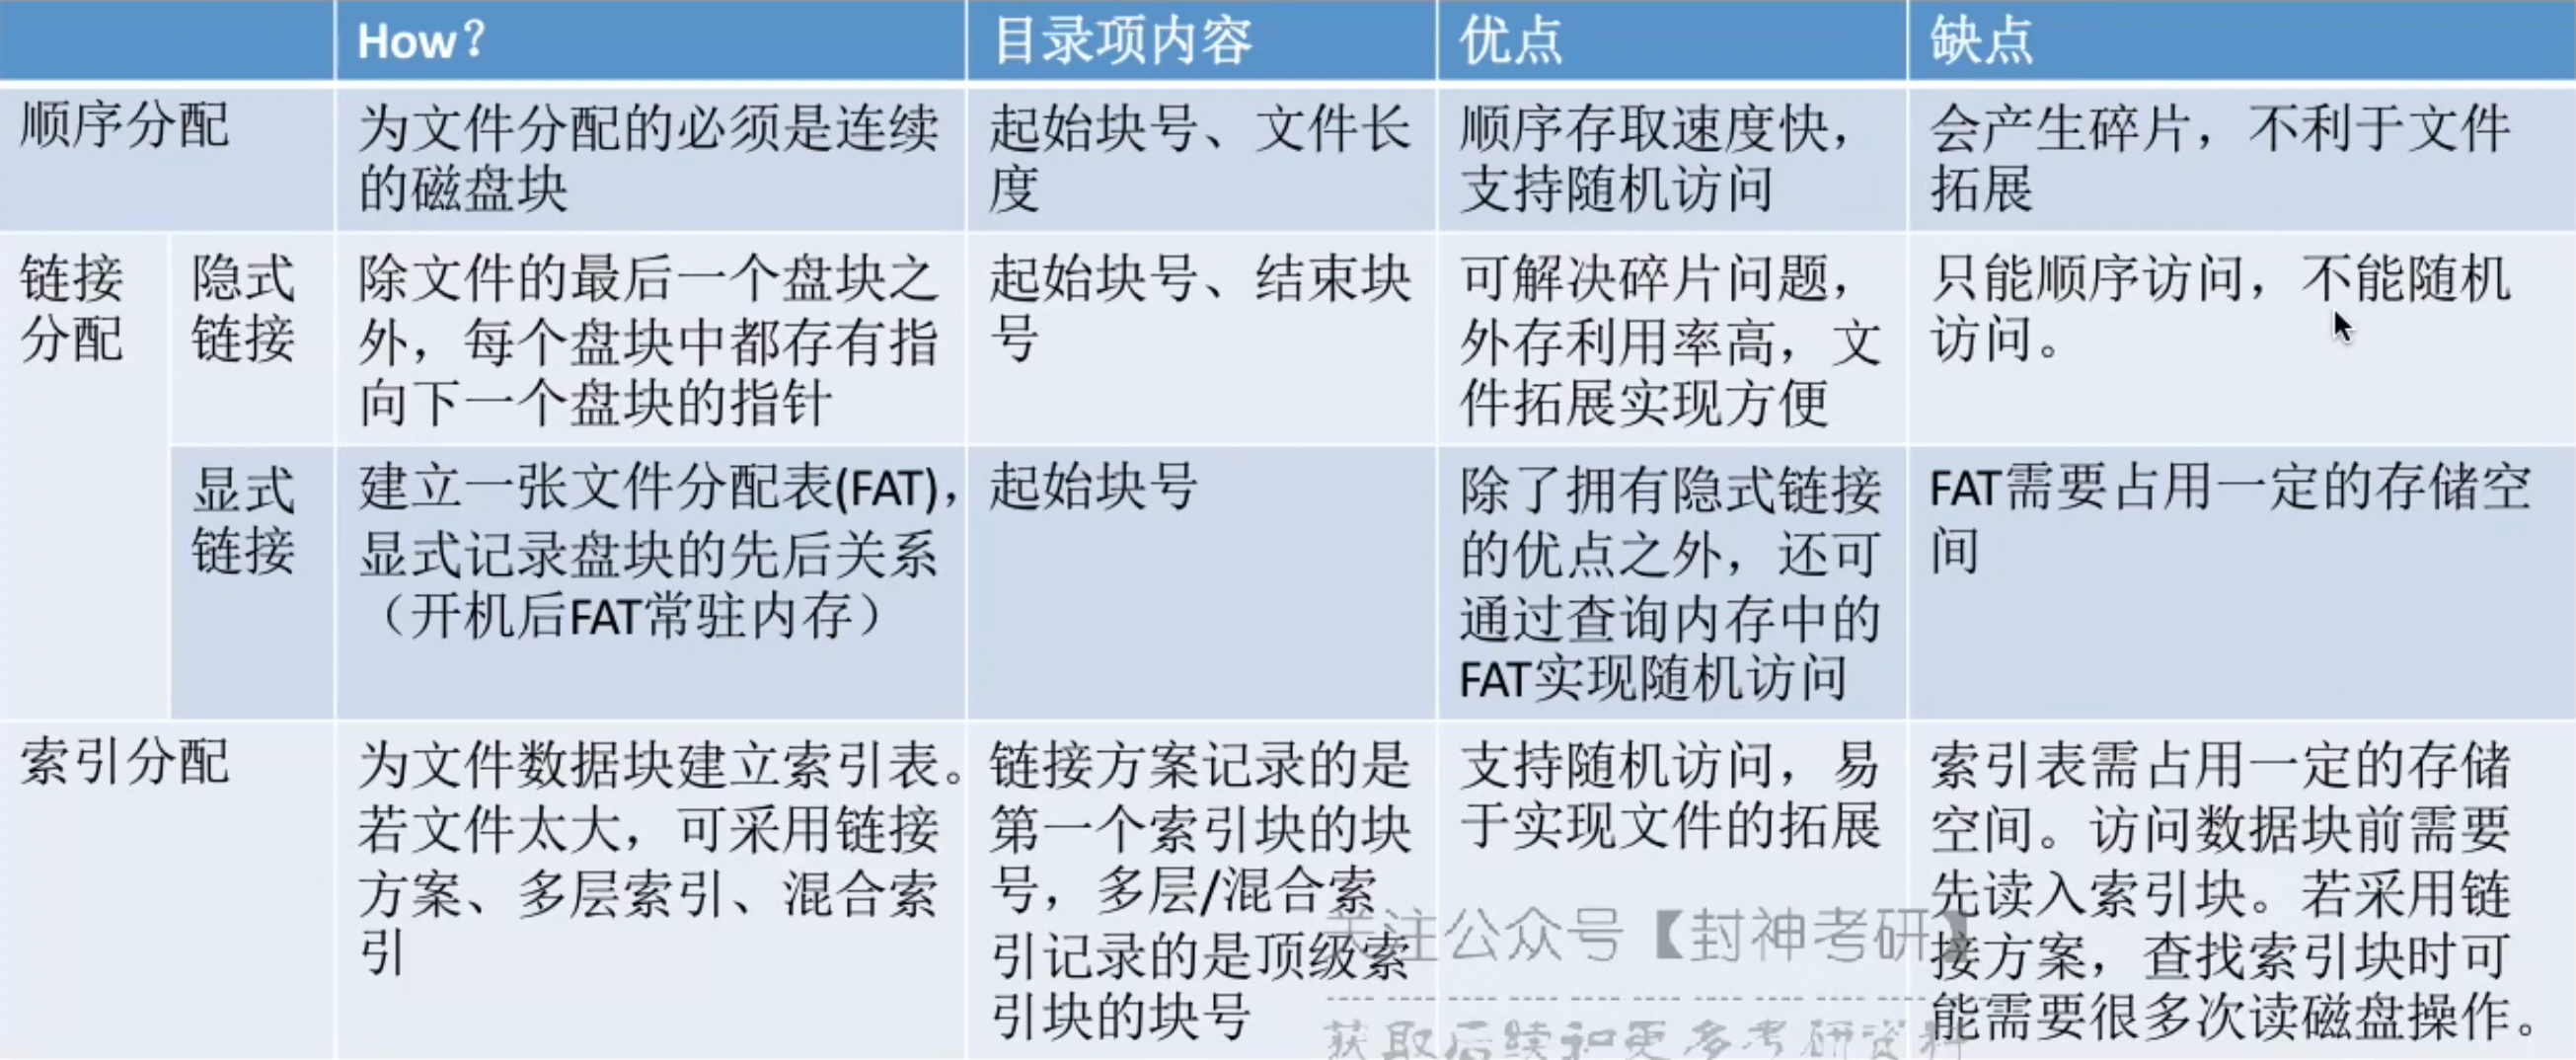 How?
目录项内容
优点
缺点
顺序分配
为文件分配的必须是连续
的磁盘块
起始块号、文件长
度
顺序存取速度快，
支持随机访问
会产生碎片，不利于文件
拓展
链接
分配
隐式
链接
除文件的最后一个盘块之
外，每个盘块中都存有指
向下一个盘块的指针
起始块号、结束块
号
可解决碎片问题，
外存利用率高，文
件拓展实现方便
只能顺序访问，不能随机
访问。
显式
链接
建立一张文件分配表(FAT)，
显式记录盘块的先后关系
（开机后FAT常驻内存）
起始块号
除了拥有隐式链接
的优点之外，还可
通过查询内存中的
FAT实现随机访问
FAT需要占用一定的存储空
间
索引分配
为文件数据块建立索引表。
若文件太大，可采用链接
方案、多层索引、混合索
引
链接方案记录的是
第一个索引块的块
号，多层/混合索
引记录的是顶级索
引块的块号
支持随机访问，易
于实现文件的拓展
索引表需占用一定的存储
空间。访问数据块前需要
先读入索引块。若采用链
接方案，查找索引块时可
能需要很多次读磁盘操作。
关注公众号【封神考研】
获取后续和更多考研资料